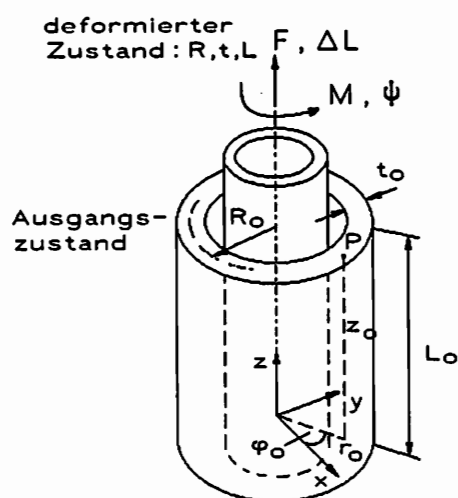 deformierter
Zustand : R,t,L
F, ΔL
M, ψ
t₀
R₀
Ausgangs-
zustand
P
z₀
L₀
z
y
φ₀
r₀
x